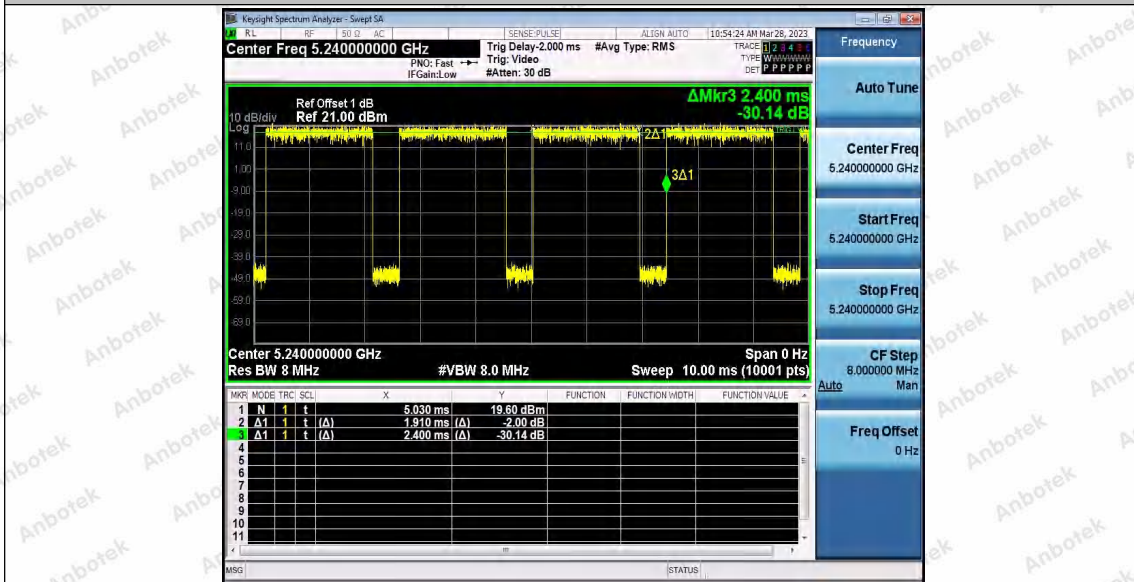 Keysight Spectrum Analyzer - Swept SA
RL RF 50 Ω AC SENSE:PULSE ALIGN AUTO 10:54:24 AM Mar 28, 2023
Center Freq 5.240000000 GHz
PNO: Fast
IFGain:Low
Trig Delay-2.000 ms
Trig: Video
#Atten: 30 dB
#Avg Type: RMS
TRACE 1 2 3 4 5
TYPE WWWWWW
DET P P P P P P
ΔMkr3 2.400 ms
-30.14 dB
Ref Offset 1 dB
10 dB/div Ref 21.00 dBm
Log
11.0
1.00
-9.00
-19.0
-29.0
-39.0
-49.0
-59.0
-69.0
2Δ1
3Δ1
Center 5.240000000 GHz Span 0 Hz
Res BW 8 MHz #VBW 8.0 MHz Sweep 10.00 ms (10001 pts)
MKR MODE TRC SCL X Y FUNCTION FUNCTION WIDTH FUNCTION VALUE
1 N 1 t 5.030 ms 19.60 dBm
2 Δ1 1 t (Δ) 1.910 ms (Δ) -2.00 dB
3 Δ1 1 t (Δ) 2.400 ms (Δ) -30.14 dB
4
5
6
7
8
9
10
11
MSG STATUS
Frequency
Auto Tune
Center Freq
5.240000000 GHz
Start Freq
5.240000000 GHz
Stop Freq
5.240000000 GHz
CF Step
8.000000 MHz
Auto Man
Freq Offset
0 Hz
Anbotek